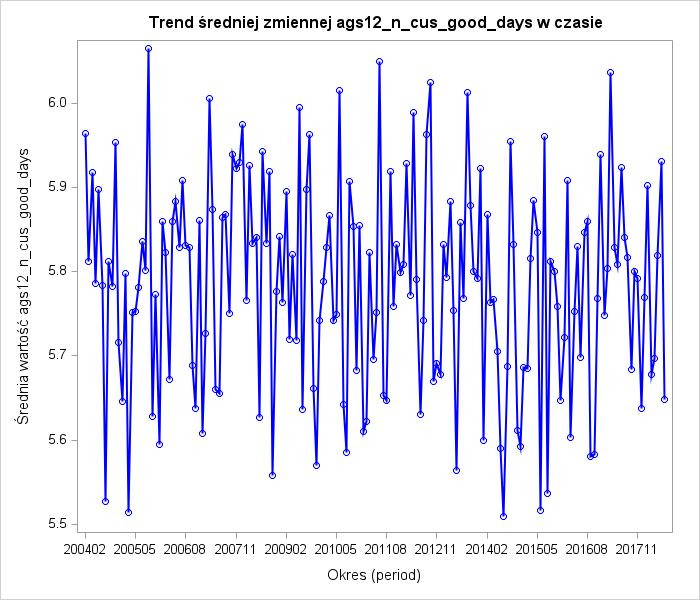 Trend średniej zmiennej ags12_n_cus_good_days w czasie
Średnia wartość ags12_n_cus_good_days
6.0
5.9
5.8
5.7
5.6
5.5
200402 200505 200608 200711 200902 201005 201108 201211 201402 201505 201608 201711
Okres (period)